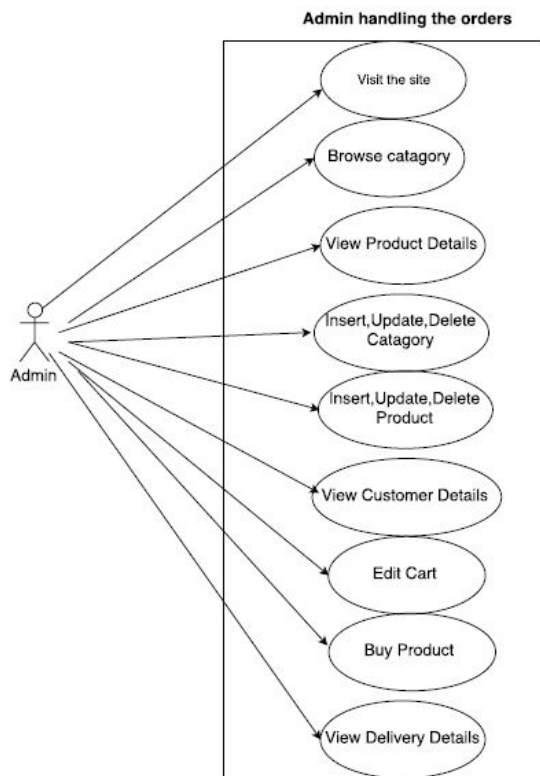 Admin handling the orders
Visit the site
Browse catagory
View Product Details
Insert,Update,Delete
Catagory
Insert,Update,Delete
Product
Admin
View Customer Details
Edit Cart
Buy Product
View Delivery Details